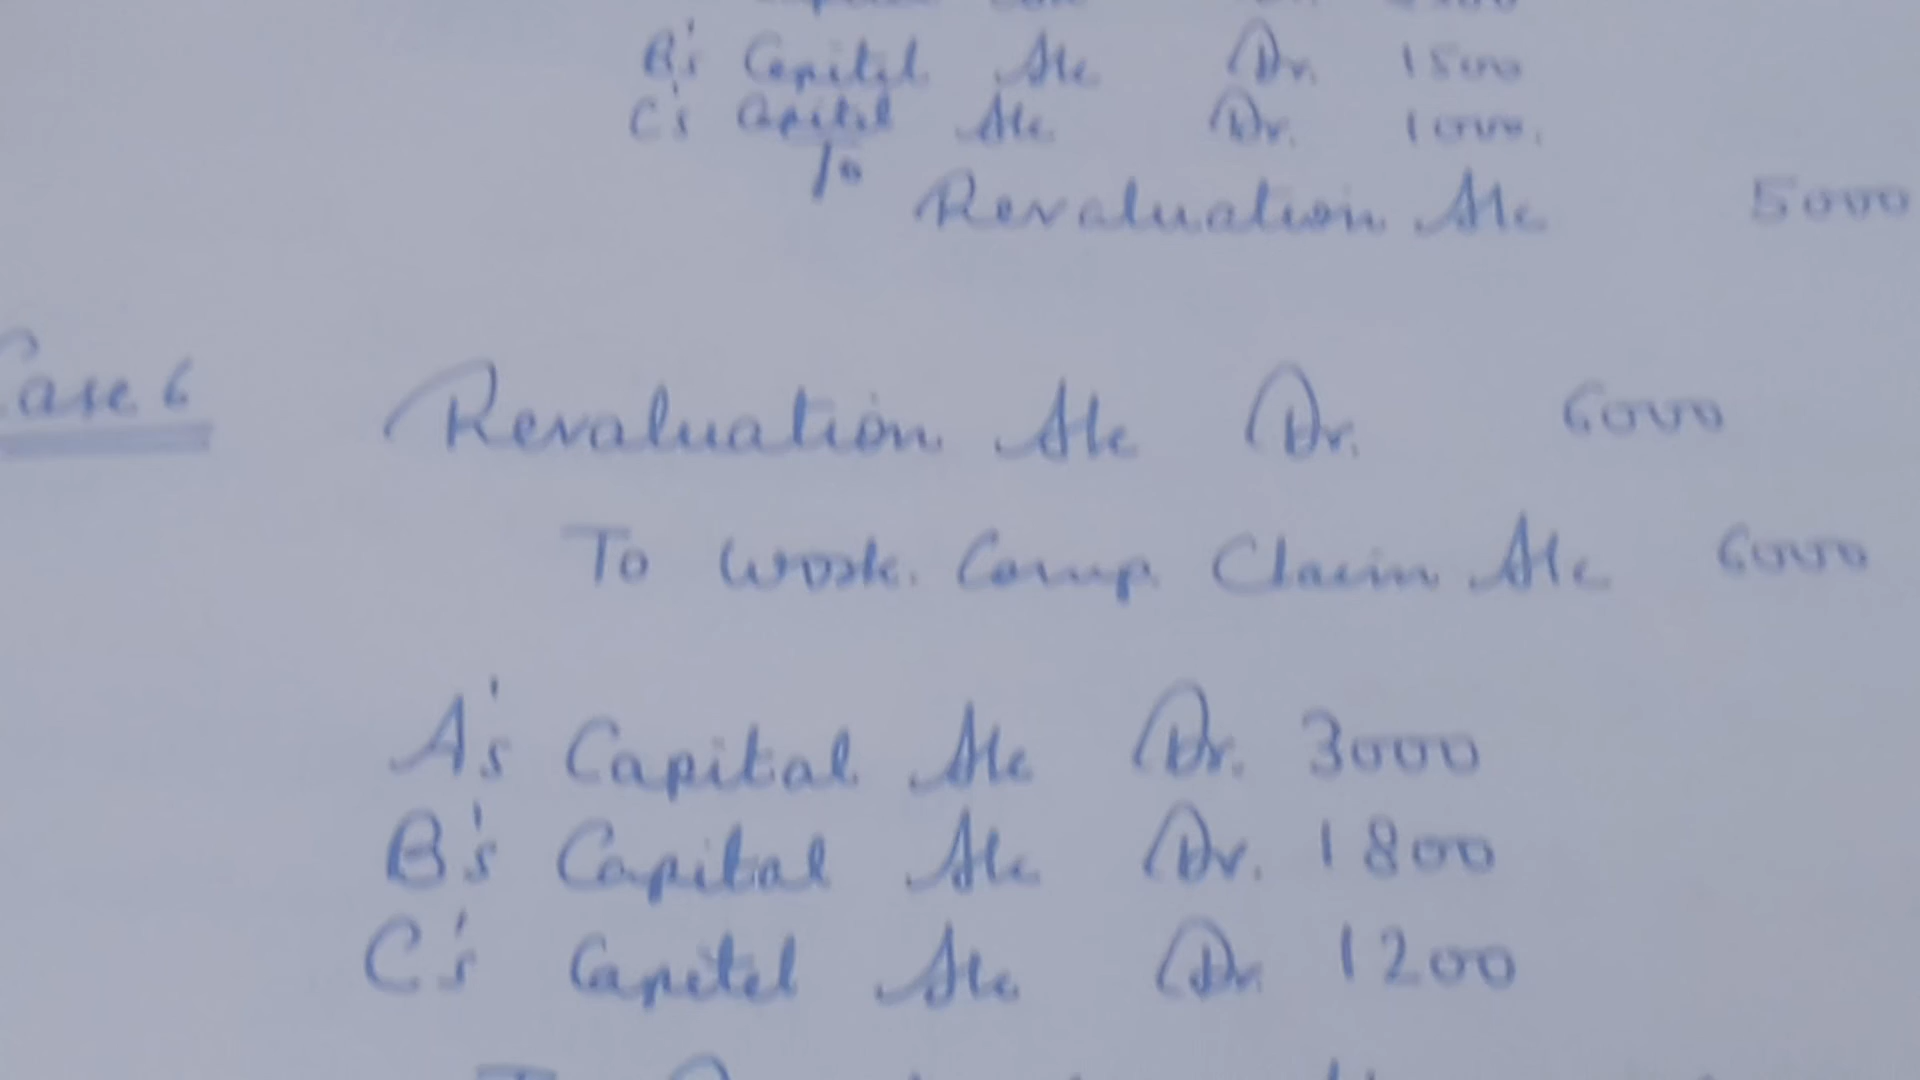 B's Capital A/c Dr. 1500
C's Capital A/c Dr. 1000.
To
Revaluation A/c 5000
Case 6 Revaluation A/c Dr. 6000
To Work. Comp. Claim A/c 6000
A's Capital A/c Dr. 3000
B's Capital A/c Dr. 1800
C's Capital A/c Dr. 1200